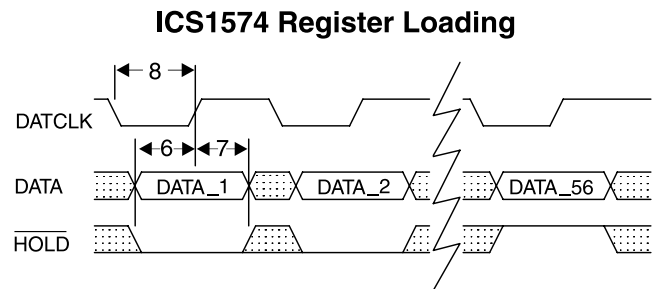 ICS1574 Register Loading
8
DATCLK
6 7
DATA DATA_1 DATA_2 DATA_56
HOLD